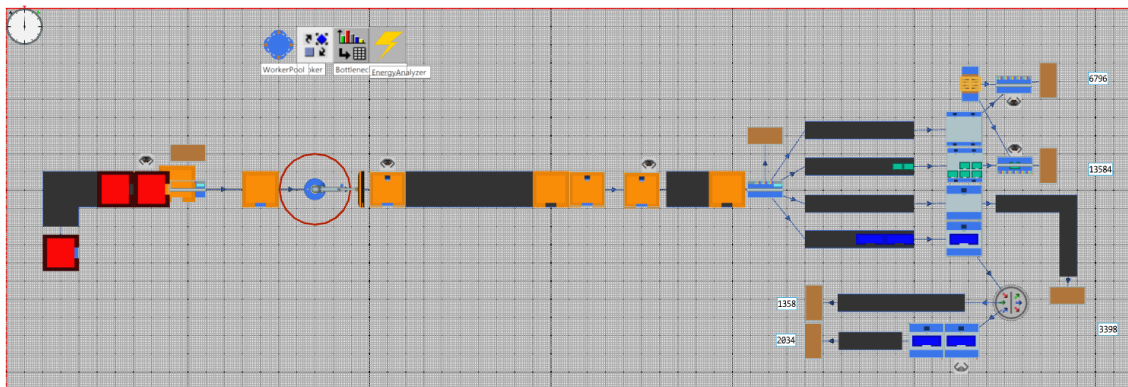 WorkerPool
oker
Bottlenec
EnergyAnalyzer
6796
13584
1358
2034
3398